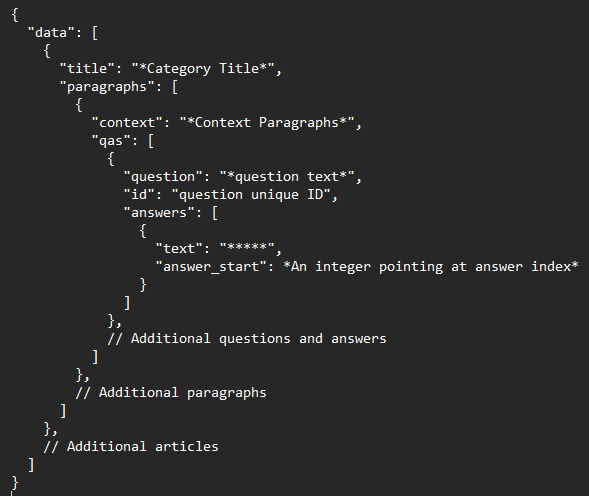 {
"data": [
{
"title": "*Category Title*",
"paragraphs": [
{
"context": "*Context Paragraphs*",
"qas": [
{
"question": "*question text*",
"id": "question unique ID",
"answers": [
{
"text": "*****",
"answer_start": *An integer pointing at answer index*
}
]
},
// Additional questions and answers
]
},
// Additional paragraphs
]
},
// Additional articles
]
}